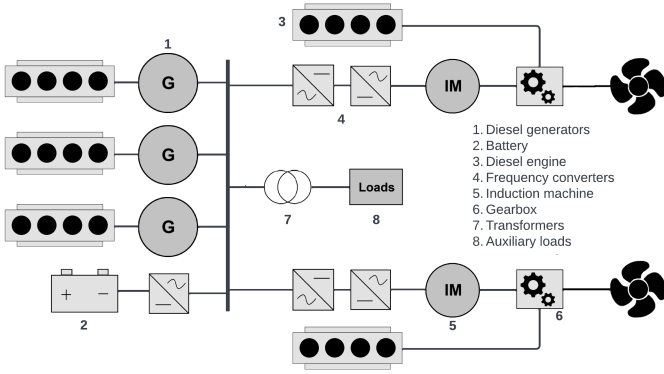 1
3
G
IM
4
1. Diesel generators
2. Battery
3. Diesel engine
4. Frequency converters
5. Induction machine
6. Gearbox
7. Transformers
8. Auxiliary loads
G
Loads
7
8
G
+ −
2
IM
5
6